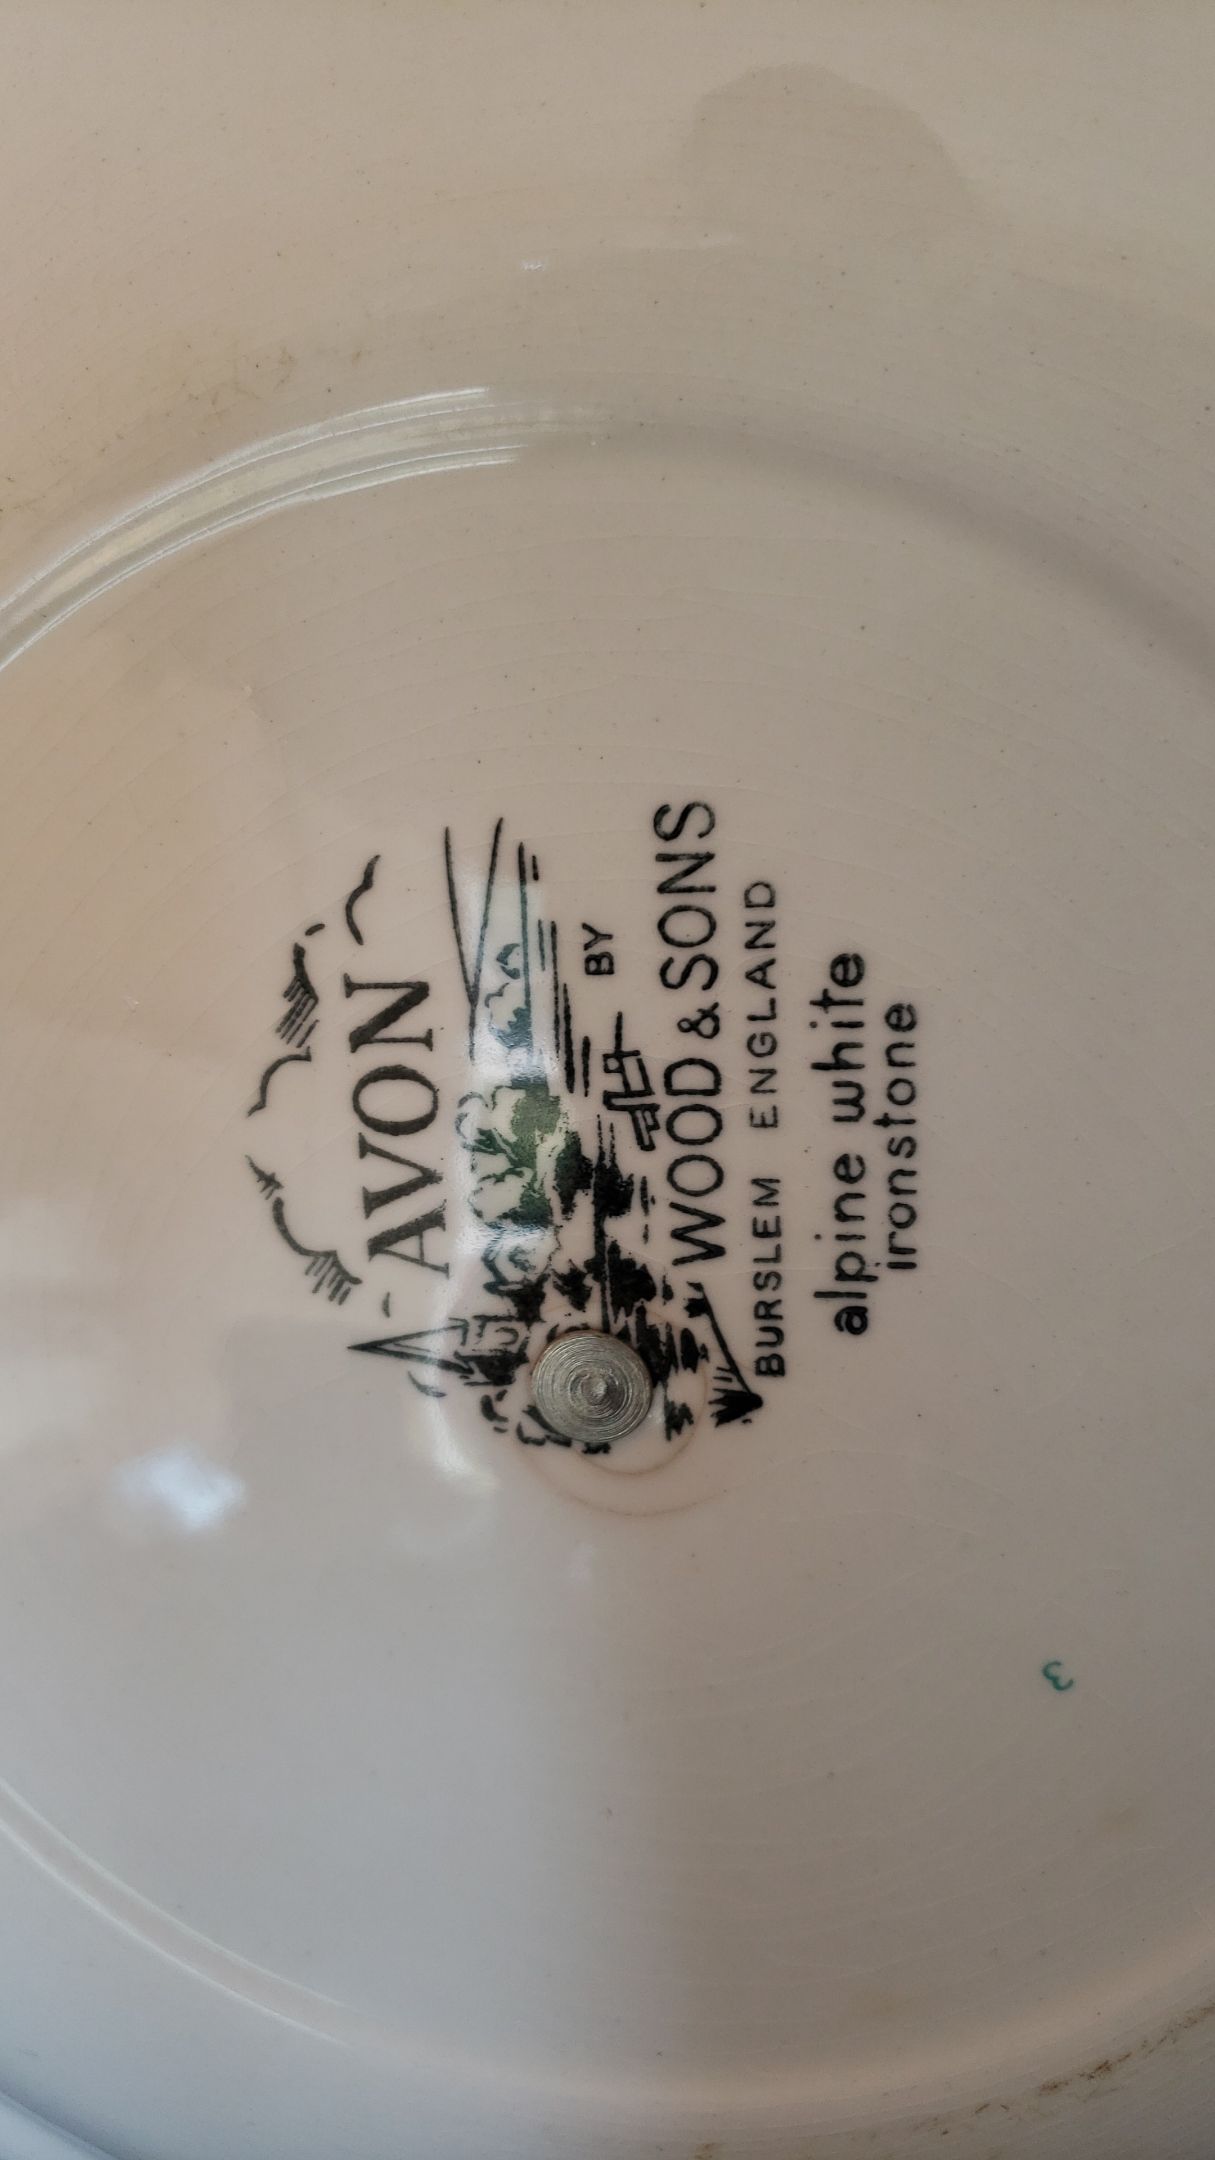 AVON
BY
WOOD & SONS
BURSLEM ENGLAND
alpine white
ironstone
3